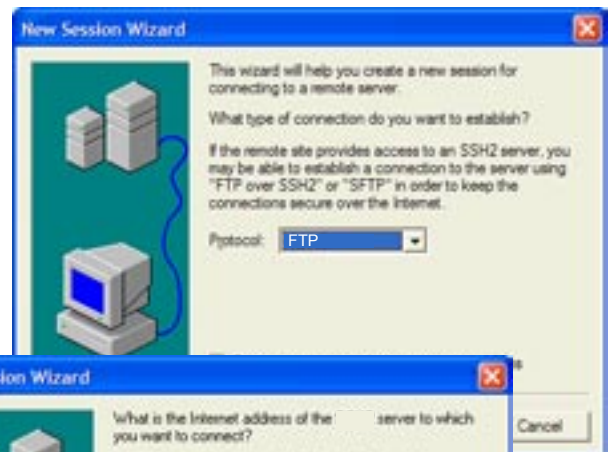 New Session Wizard
This wizard will help you create a new session for
connecting to a remote server.
What type of connection do you want to establish?
If the remote site provides access to an SSH2 server, you
may be able to establish a connection to the server using
"FTP over SSH2" or "SFTP" in order to keep the
connections secure over the Internet.
Protocol: FTP
Cancel
ion Wizard
What is the Internet address of the server to which
you want to connect?